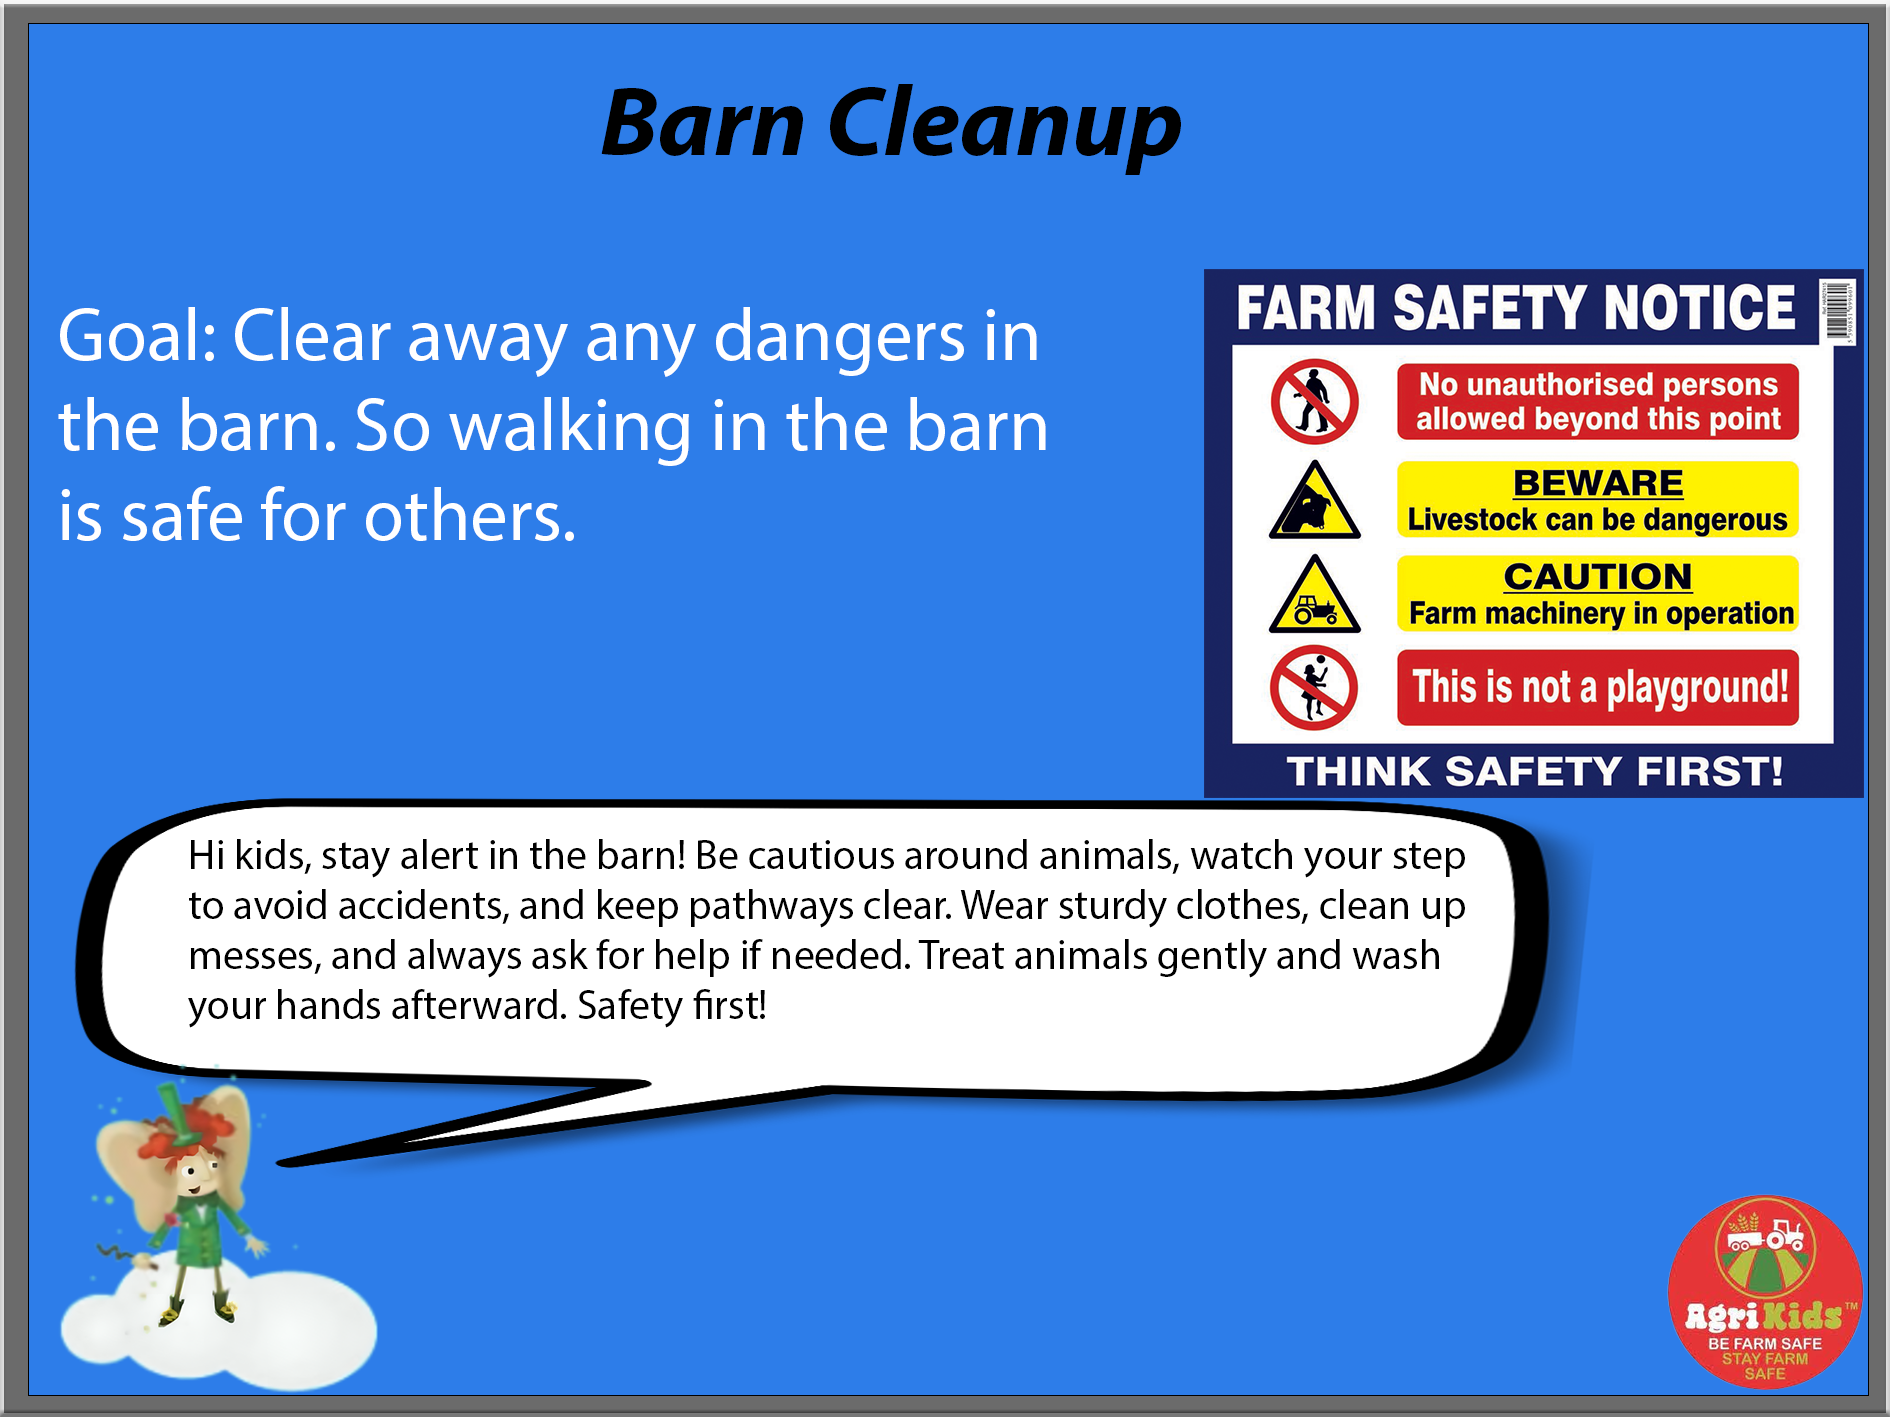 Barn Cleanup
Goal: Clear away any dangers in
the barn. So walking in the barn
is safe for others.
FARM SAFETY NOTICE
No unauthorised persons
allowed beyond this point
BEWARE
Livestock can be dangerous
CAUTION
Farm machinery in operation
This is not a playground!
THINK SAFETY FIRST!
Hi kids, stay alert in the barn! Be cautious around animals, watch your step
to avoid accidents, and keep pathways clear. Wear sturdy clothes, clean up
messes, and always ask for help if needed. Treat animals gently and wash
your hands afterward. Safety first!
AgriKids™
BE FARM SAFE
STAY FARM
SAFE